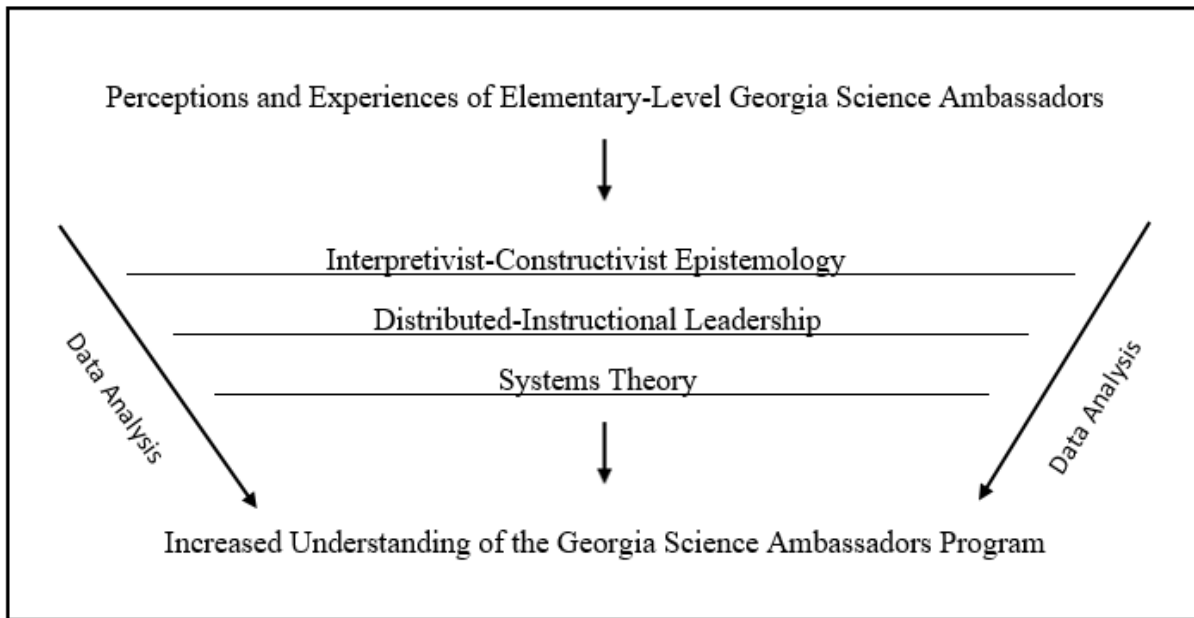 Perceptions and Experiences of Elementary-Level Georgia Science Ambassadors
Interpretivist-Constructivist Epistemology
Distributed-Instructional Leadership
Systems Theory
Data Analysis
Data Analysis
Increased Understanding of the Georgia Science Ambassadors Program